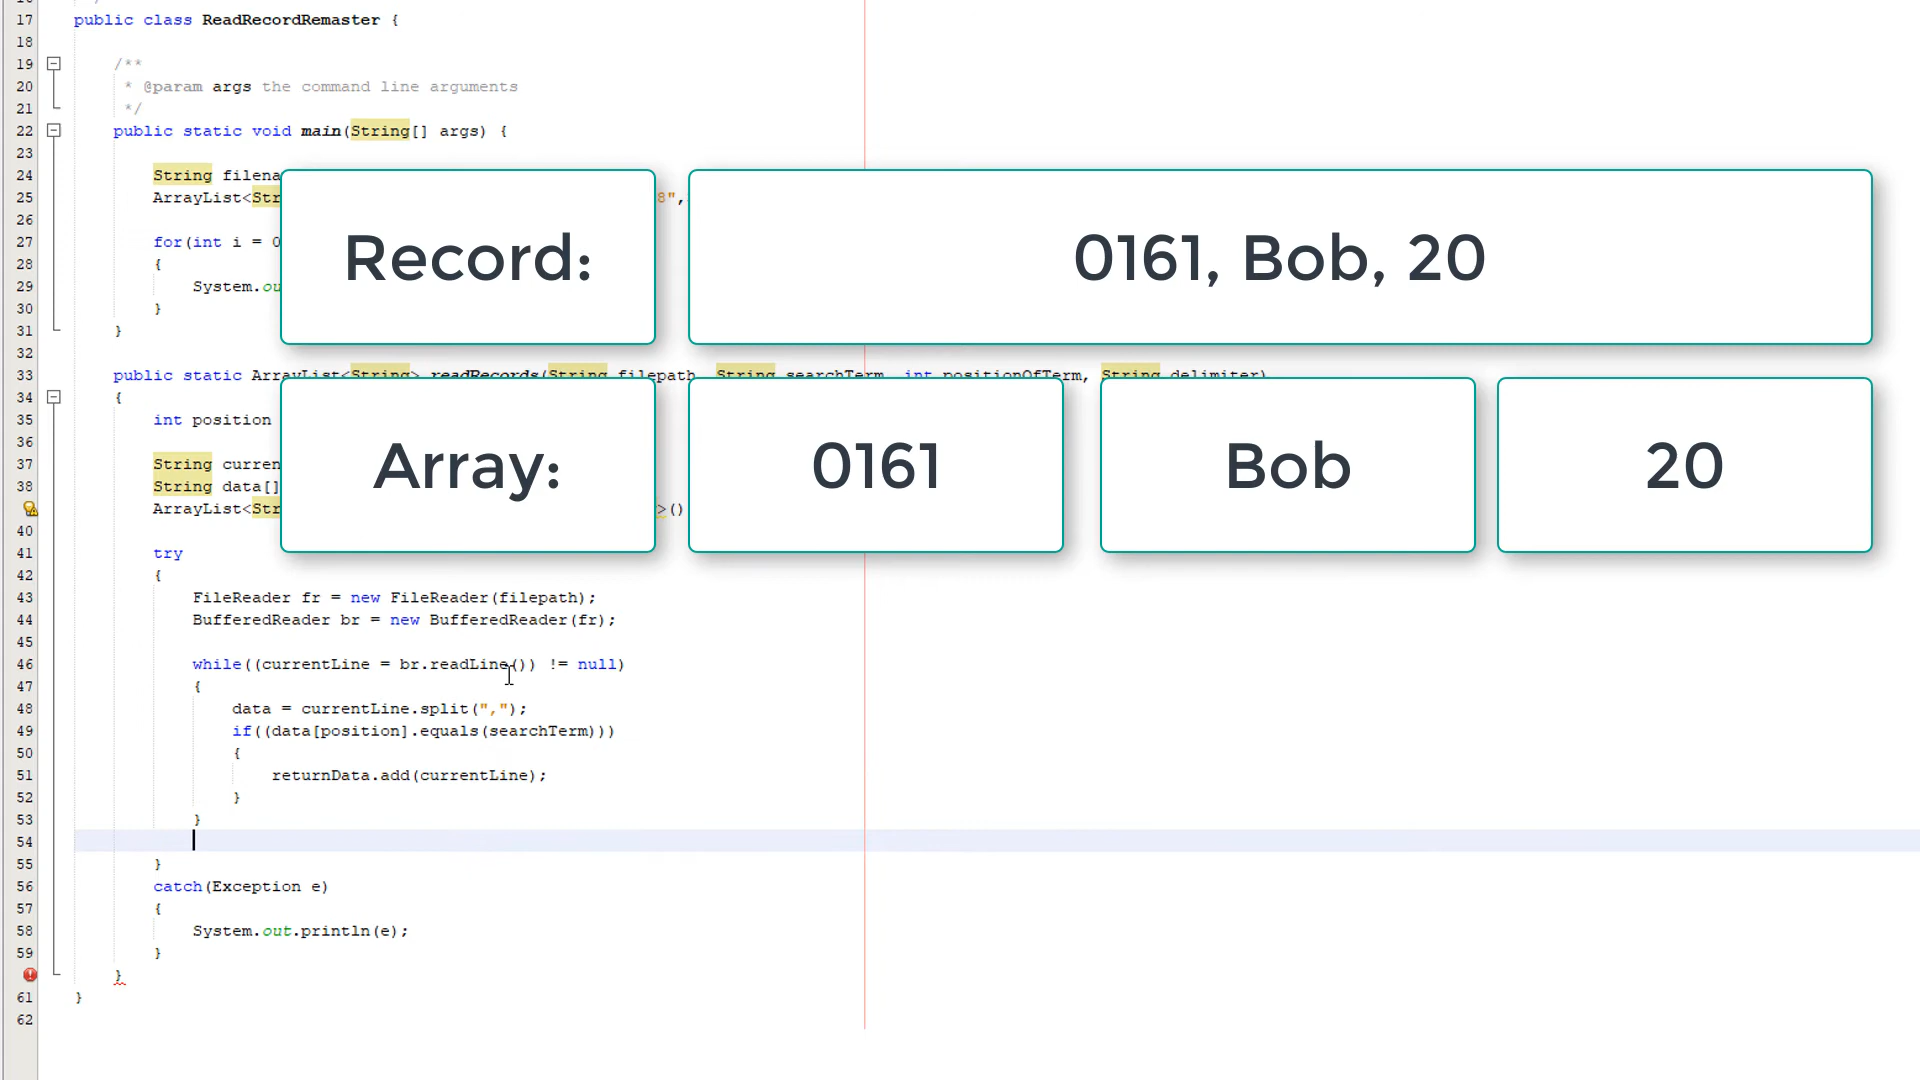 17 public class ReadRecordRemaster {
18
19 /**
20 * @param args the command line arguments
21 */
22 public static void main(String[] args) {
23
24 String filena
25 ArrayList<Str 8",
26
27 for(int i = 0
28 {
29 System.ou
30 }
31 }
Record:
0161, Bob, 20
32
33 public static ArrayList<String> readRecords(String filepath, String searchTerm, int positionOfTerm, String delimiter)
34 {
35 int position
36
37 String curren
38 String data[]
ArrayList<Str >()
Array:
0161
Bob
20
40
41 try
42 {
43 FileReader fr = new FileReader(filepath);
44 BufferedReader br = new BufferedReader(fr);
45
46 while((currentLine = br.readLine()) != null)
47 {
48 data = currentLine.split(",");
49 if((data[position].equals(searchTerm)))
50 {
51 returnData.add(currentLine);
52 }
53 }
54
55 }
56 catch(Exception e)
57 {
58 System.out.println(e);
59 }
}
61 }
62